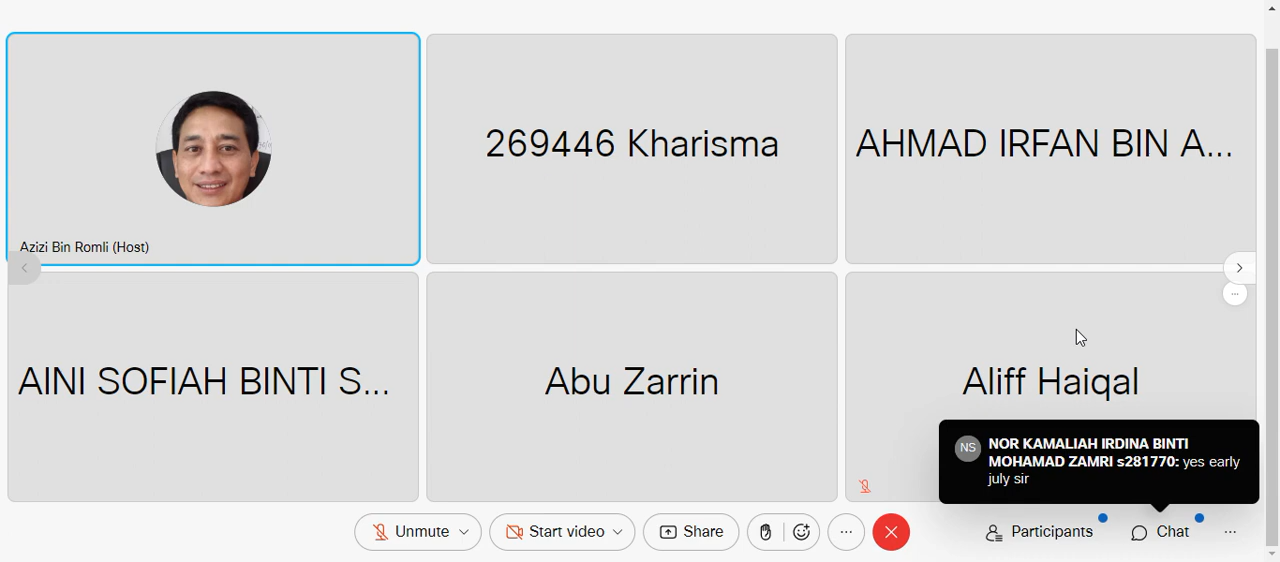 269446 Kharisma
AHMAD IRFAN BIN A...
Azizi Bin Romli (Host)
AINI SOFIAH BINTI S...
Abu Zarrin
Aliff Haiqal
NS
NOR KAMALIAH IRDINA BINTI
MOHAMAD ZAMRI s281770: yes early
july sir
Unmute
Start video
Share
Participants
Chat